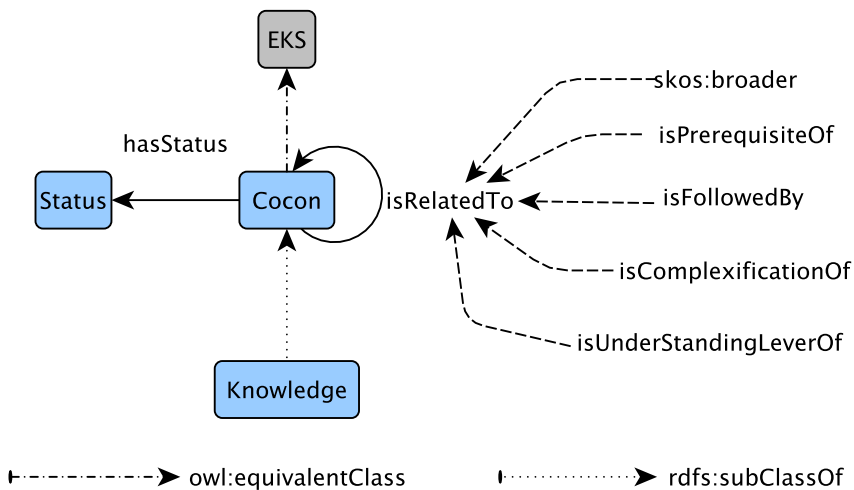 EKS
skos:broader
isPrerequisiteOf
hasStatus
Status
Cocon
isRelatedTo
isFollowedBy
isComplexificationOf
isUnderStandingLeverOf
Knowledge
owl:equivalentClass
rdfs:subClassOf